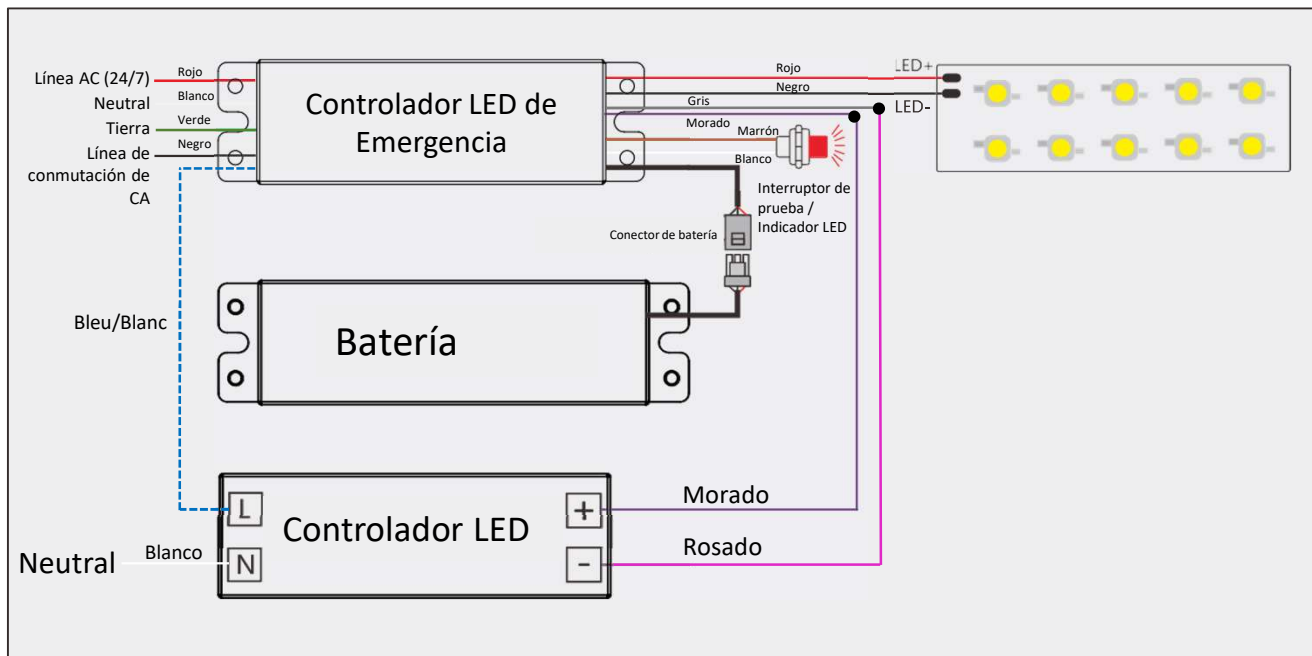 Línea AC (24/7)
Rojo
Neutral
Blanco
Tierra
Verde
Línea de
conmutación de
CA
Negro
Controlador LED de
Emergencia
Rojo
Negro
Gris
Morado
Marrón
Blanco
LED+
LED-
Interruptor de
prueba /
Indicador LED
Conector de batería
Bleu/Blanc
Batería
L
N
Controlador LED
+
-
Morado
Rosado
Neutral
Blanco